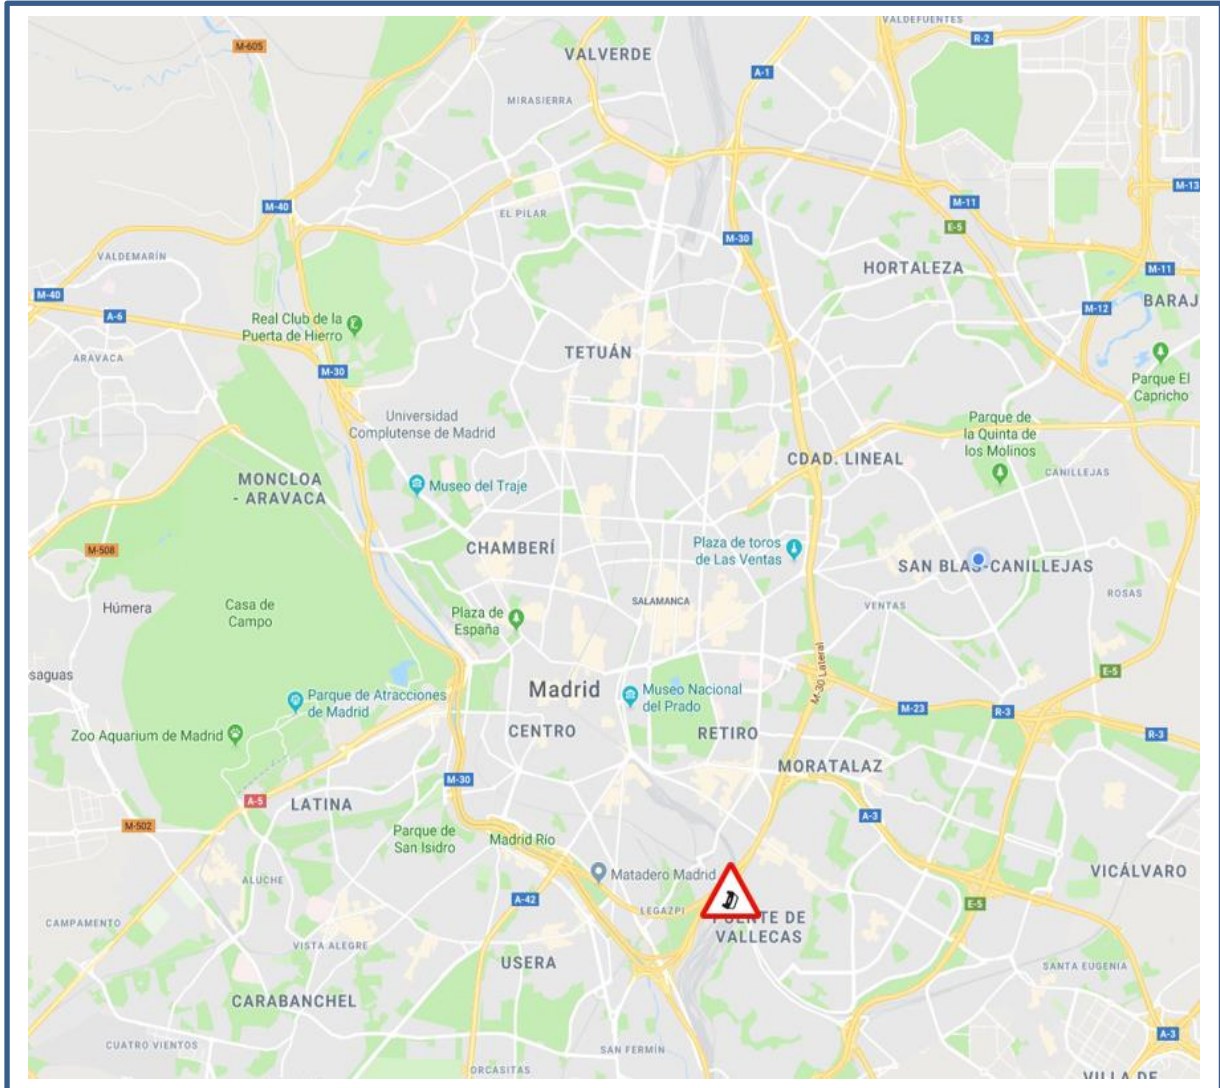 VALDEFUENTES
R-2
M-605
VALVERDE
A-1
MIRASIERRA
M-13
M-40
M-11
EL PILAR
E-5
M-30
VALDEMARÍN
HORTALEZA
M-11
M-40
BARAJ
M-12
A-6
Real Club de la
Puerta de Hierro
TETUÁN
ARAVACA
M-30
Parque El
Capricho
Universidad
Complutense de Madrid
Parque de
la Quinta de
los Molinos
CDAD. LINEAL
CANILLEJAS
MONCLOA
- ARAVACA
Museo del Traje
Plaza de toros
de Las Ventas
CHAMBERÍ
M-508
SAN BLAS-CANILLEJAS
ROSAS
SALAMANCA
VENTAS
Húmera
Casa de
Campo
Plaza de
España
saguas
E-5
M-30 Lateral
Madrid
Museo Nacional
del Prado
Parque de Atracciones
de Madrid
M-23
R-3
Zoo Aquarium de Madrid
CENTRO
RETIRO
R-3
MORATALAZ
M-30
A-5
LATINA
A-3
M-502
Parque de
San Isidro
Madrid Río
Matadero Madrid
VICÁLVARO
ALUCHE
A-42
LEGAZPI
E-5
CAMPAMENTO
PUENTE DE
VALLECAS
VISTA ALEGRE
USERA
SANTA EUGENIA
CARABANCHEL
A-3
CUATRO VIENTOS
SAN FERMÍN
ORCASITAS
VILLA DE